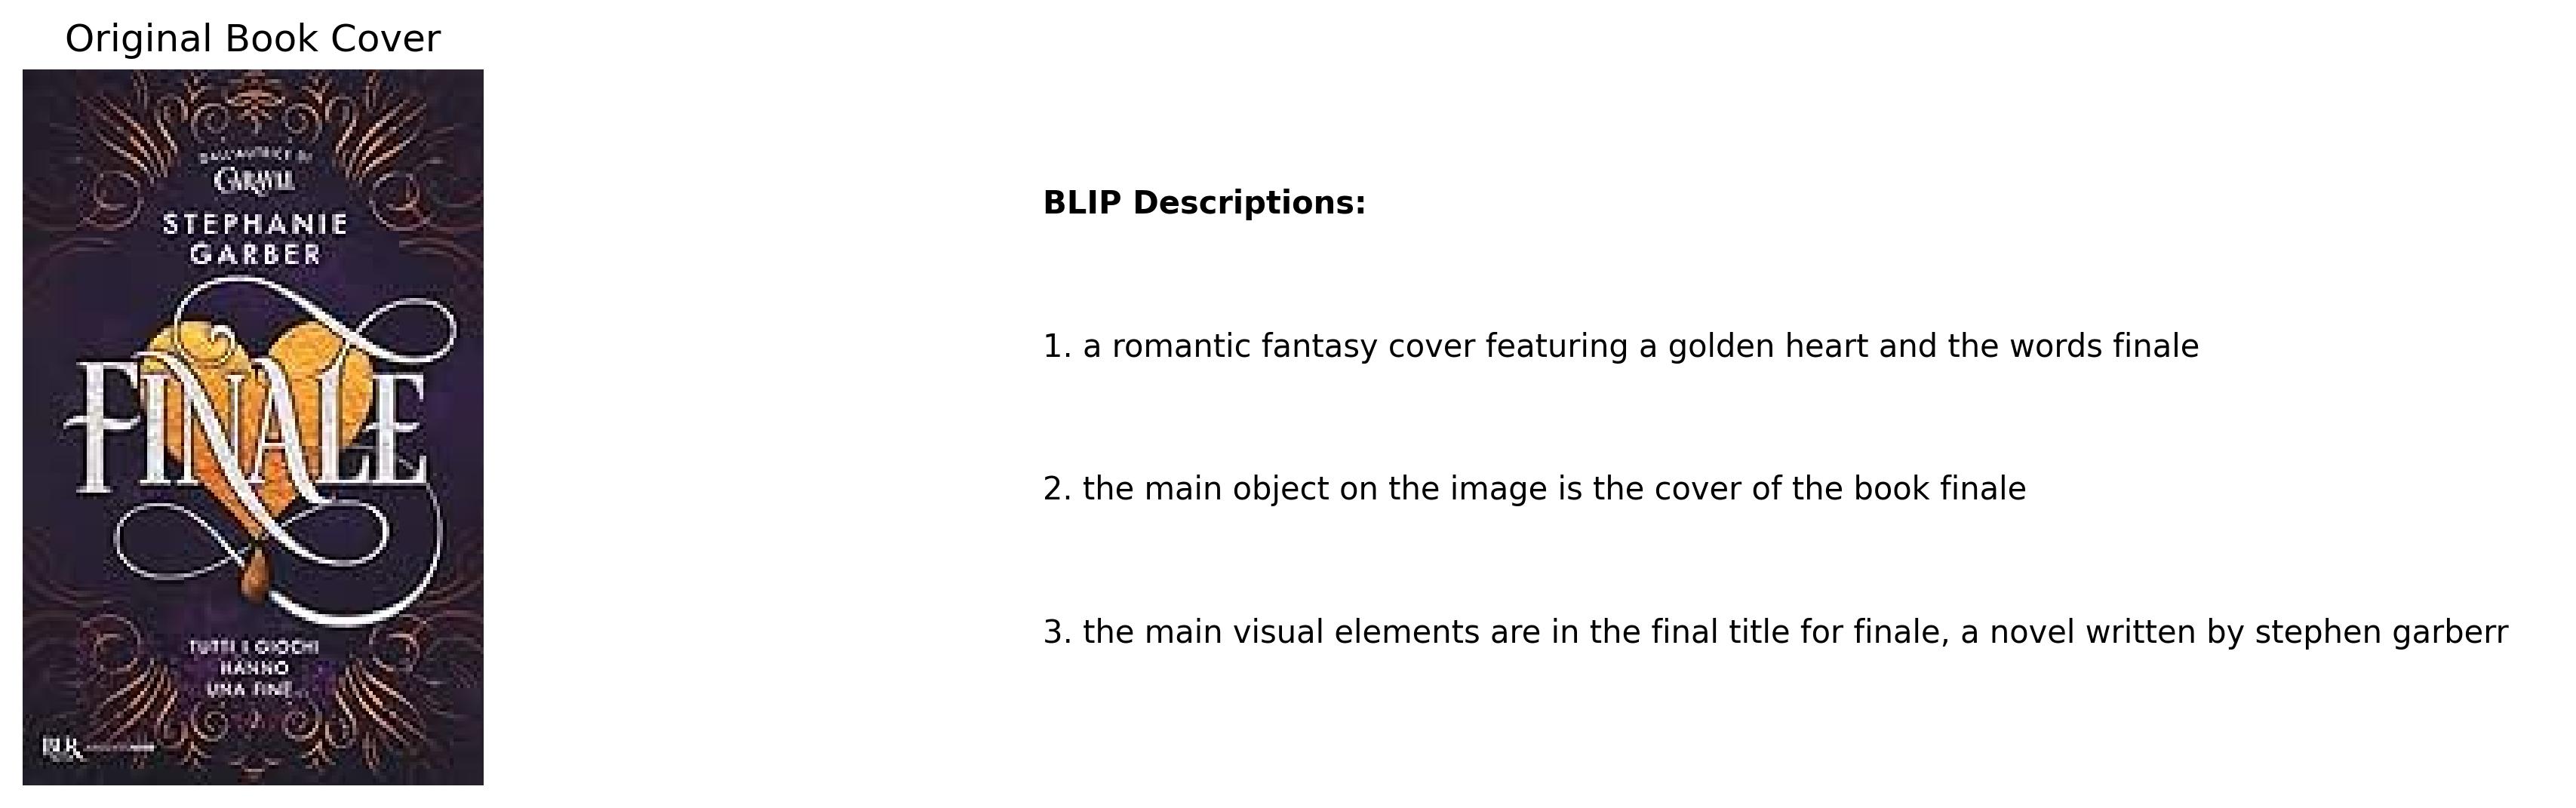 Original Book Cover
DALL'AUTRICE DI
CARAVAL
STEPHANIE
GARBER
FINALE
TUTTI I GIOCHI
HANNO
UNA FINE...
BUR
BLIP Descriptions:
1. a romantic fantasy cover featuring a golden heart and the words finale
2. the main object on the image is the cover of the book finale
3. the main visual elements are in the final title for finale, a novel written by stephen garberr